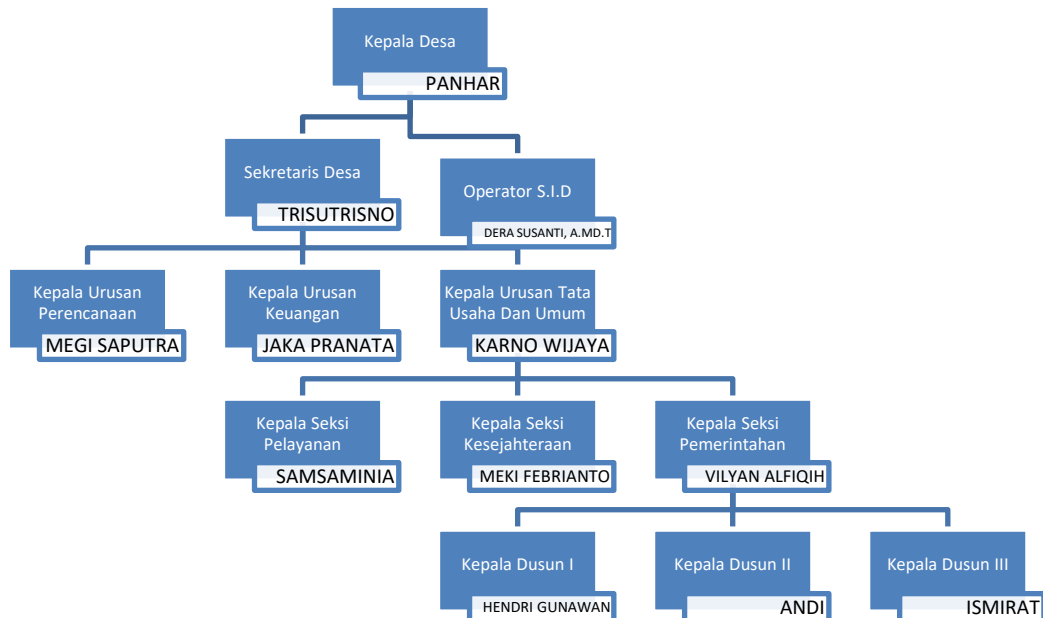 Kepala Desa
PANHAR
Sekretaris Desa
TRISUTRISNO
Operator S.I.D
DERA SUSANTI, A.MD.T
Kepala Urusan
Perencanaan
MEGI SAPUTRA
Kepala Urusan
Keuangan
JAKA PRANATA
Kepala Urusan Tata
Usaha Dan Umum
KARNO WIJAYA
Kepala Seksi
Pelayanan
SAMSAMINIA
Kepala Seksi
Kesejahteraan
MEKI FEBRIANTO
Kepala Seksi
Pemerintahan
VILYAN ALFIQIH
Kepala Dusun I
HENDRI GUNAWAN
Kepala Dusun II
ANDI
Kepala Dusun III
ISMIRAT